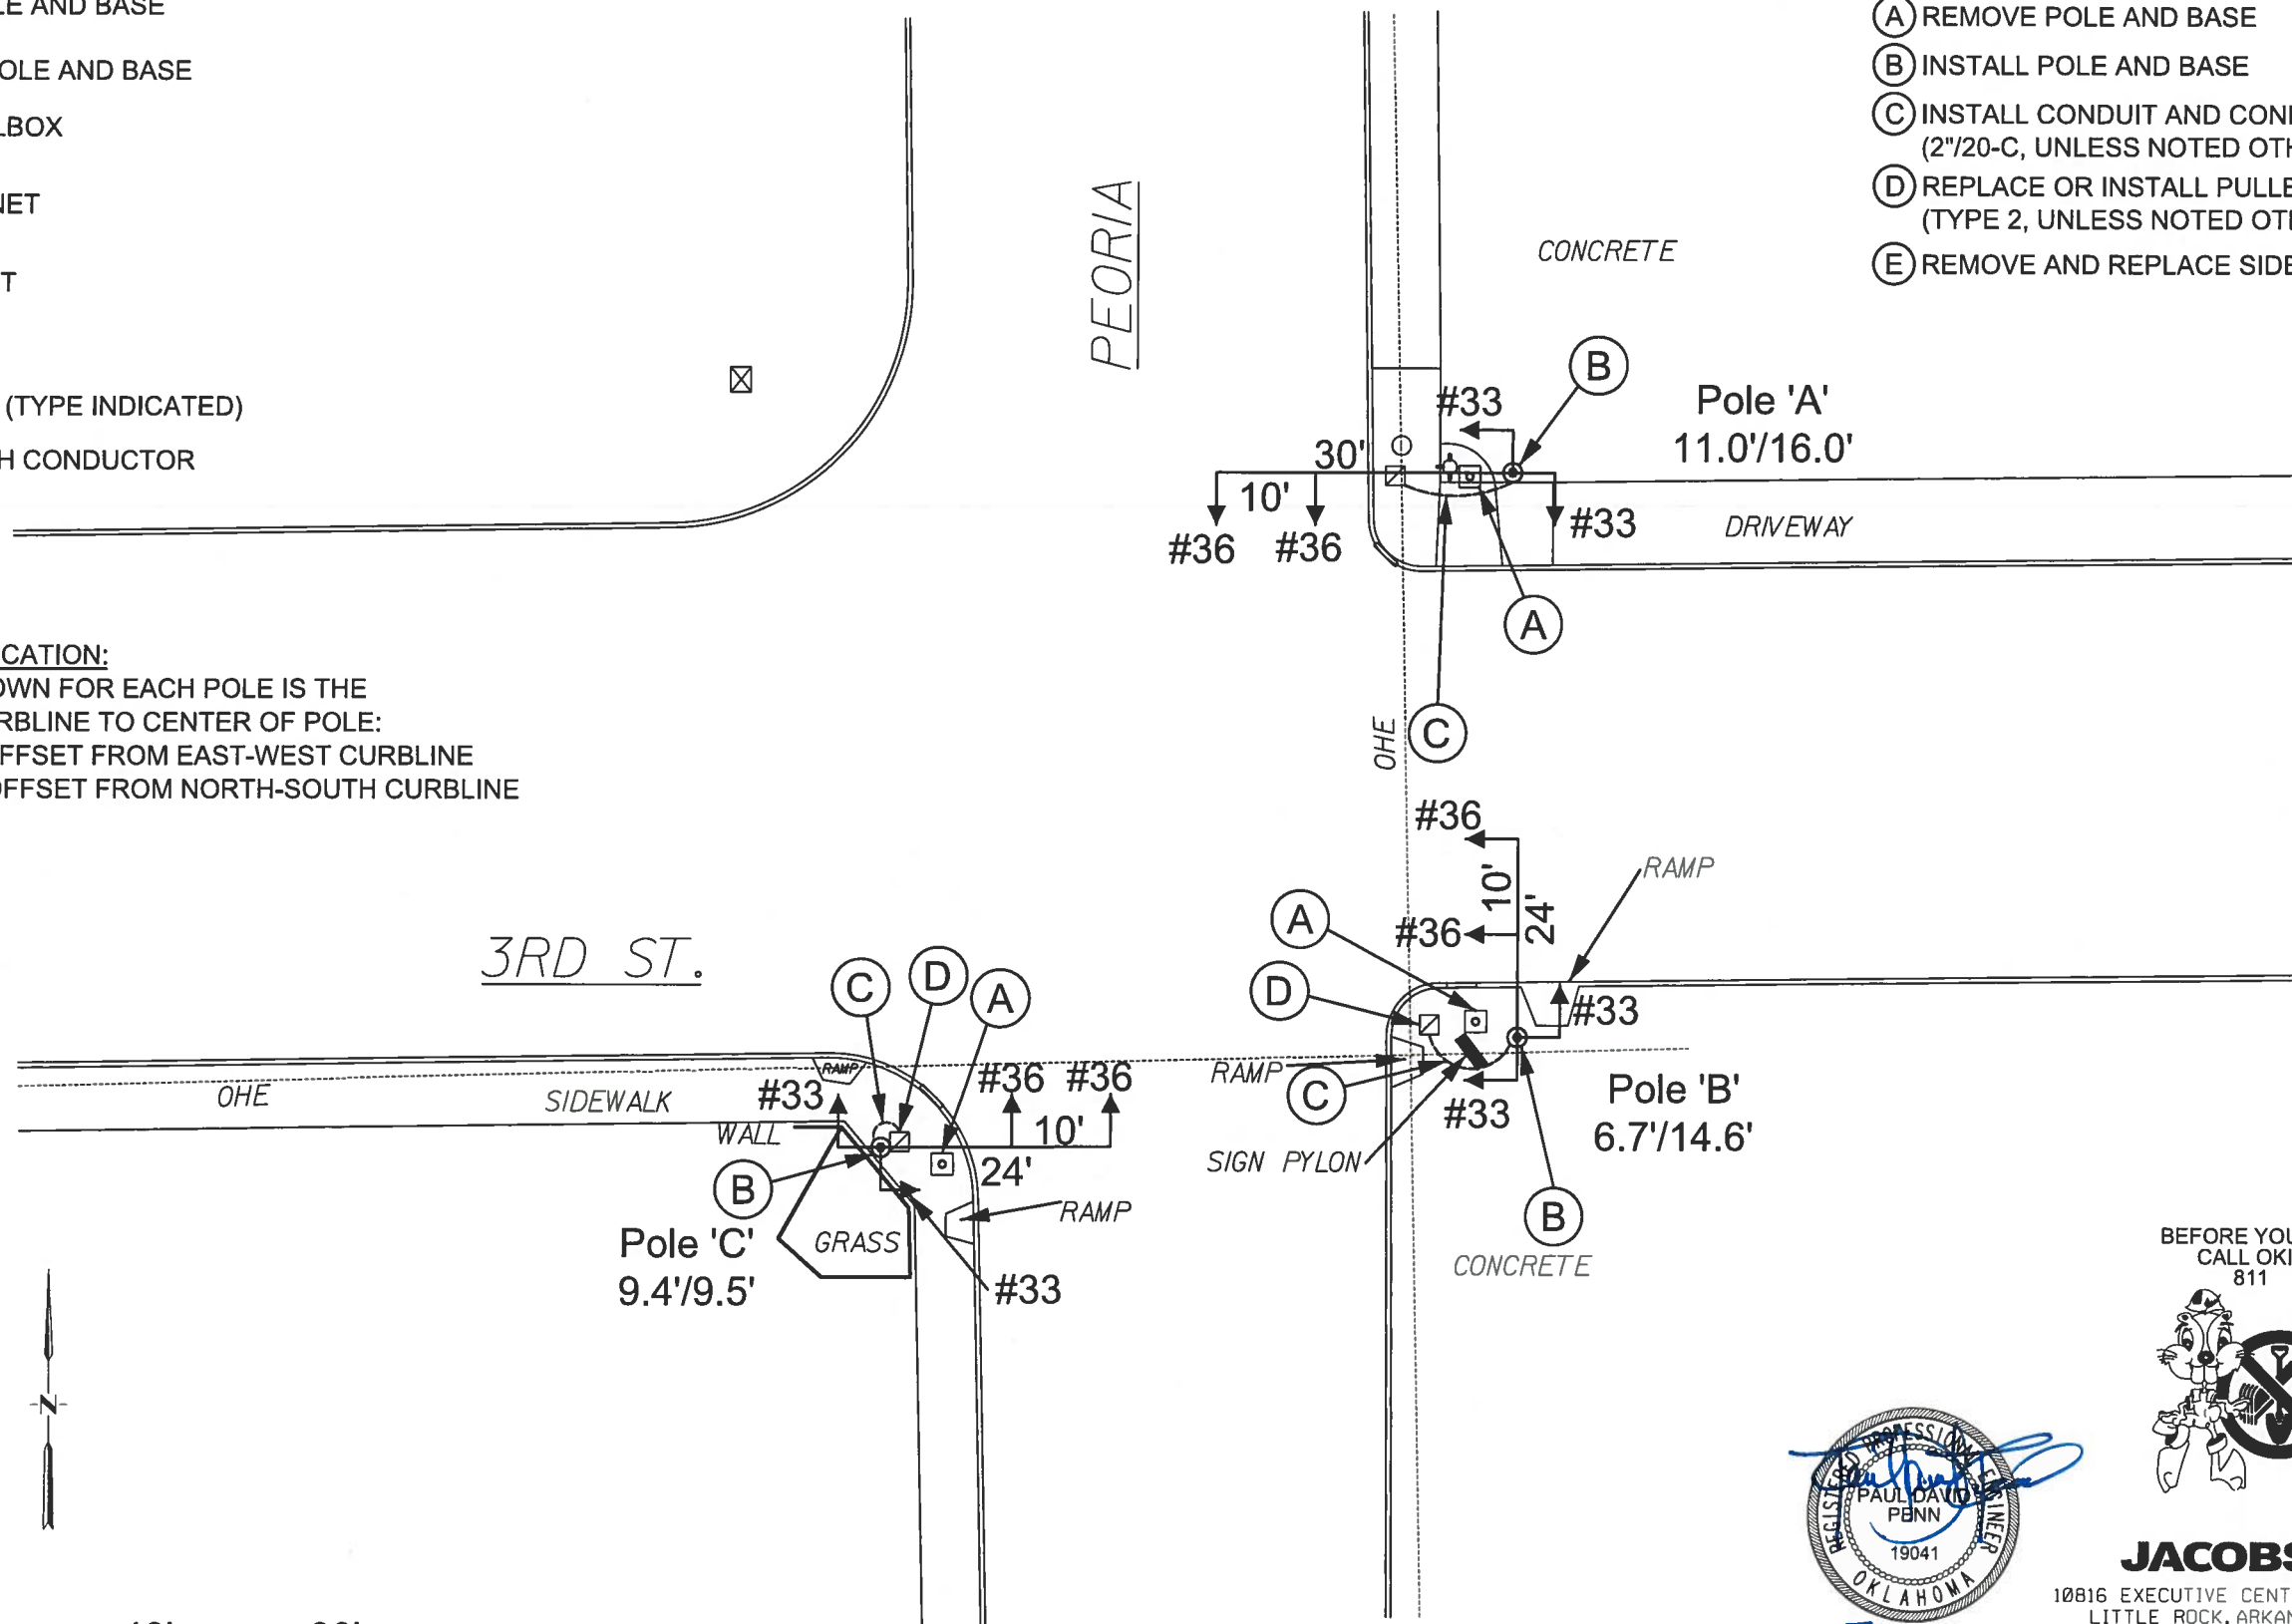 LE AND BASE
OLE AND BASE
LBOX
NET
T
(TYPE INDICATED)
H CONDUCTOR
CATION:
OWN FOR EACH POLE IS THE
RBLINE TO CENTER OF POLE:
FFSET FROM EAST-WEST CURBLINE
OFFSET FROM NORTH-SOUTH CURBLINE
PEORIA
A REMOVE POLE AND BASE
B INSTALL POLE AND BASE
C INSTALL CONDUIT AND CON
(2"/20-C, UNLESS NOTED OTH
D REPLACE OR INSTALL PULLB
(TYPE 2, UNLESS NOTED OTH
E REMOVE AND REPLACE SIDE
CONCRETE
B
#33
Pole 'A'
11.0'/16.0'
30'
10'
#36
#36
#33
DRIVEWAY
A
C
OHE
#36
10'
24'
#36
RAMP
A
D
#33
RAMP
C
#33
SIGN PYLON
Pole 'B'
6.7'/14.6'
B
CONCRETE
3RD ST.
C
D
A
OHE
SIDEWALK
RAMP
#33
#36
#36
10'
24'
WALL
B
Pole 'C'
9.4'/9.5'
GRASS
RAMP
#33
-N-
BEFORE YOU
CALL OKI
811
REGISTERED PROFESSIONAL ENGINEER
PAUL DAVID
PENN
19041
OKLAHOMA
JACOBS
10816 EXECUTIVE CENT
LITTLE ROCK, ARKAN